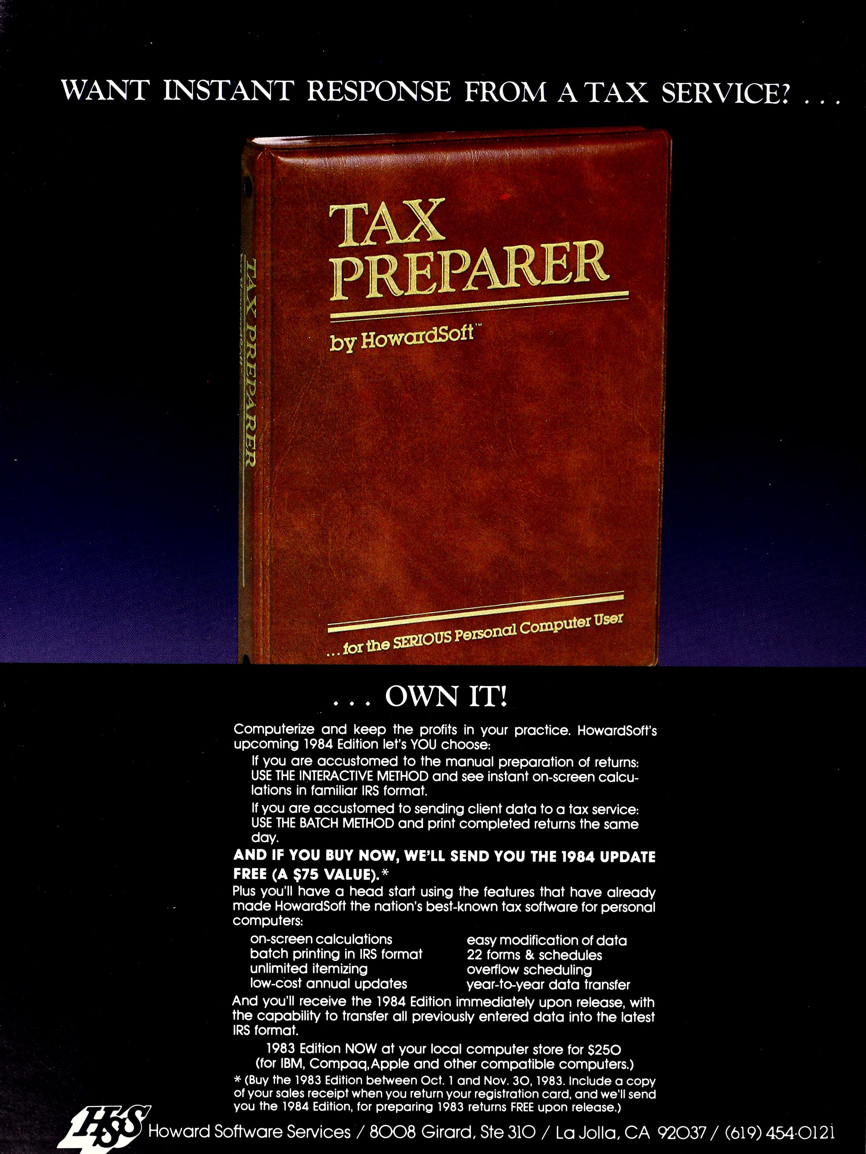 WANT INSTANT RESPONSE FROM A TAX SERVICE? . . .
TAX PREPARER
TAX
PREPARER
by HowardSoft™
...for the SERIOUS Personal Computer User
. . . OWN IT!
Computerize and keep the profits in your practice. HowardSoft's
upcoming 1984 Edition let's YOU choose:
If you are accustomed to the manual preparation of returns:
USE THE INTERACTIVE METHOD and see instant on-screen calcu-
lations in familiar IRS format.
If you are accustomed to sending client data to a tax service:
USE THE BATCH METHOD and print completed returns the same
day.
AND IF YOU BUY NOW, WE'LL SEND YOU THE 1984 UPDATE
FREE (A $75 VALUE).*
Plus you'll have a head start using the features that have already
made HowardSoft the nation's best-known tax software for personal
computers:
on-screen calculations
batch printing in IRS format
unlimited itemizing
low-cost annual updates
easy modification of data
22 forms & schedules
overflow scheduling
year-to-year data transfer
And you'll receive the 1984 Edition immediately upon release, with
the capability to transfer all previously entered data into the latest
IRS format.
1983 Edition NOW at your local computer store for $250
(for IBM, Compaq, Apple and other compatible computers.)
* (Buy the 1983 Edition between Oct. 1 and Nov. 30, 1983. Include a copy
of your sales receipt when you return your registration card, and we'll send
you the 1984 Edition, for preparing 1983 returns FREE upon release.)
HSS Howard Software Services / 8008 Girard, Ste 310 / La Jolla, CA 92037 / (619) 454-0121